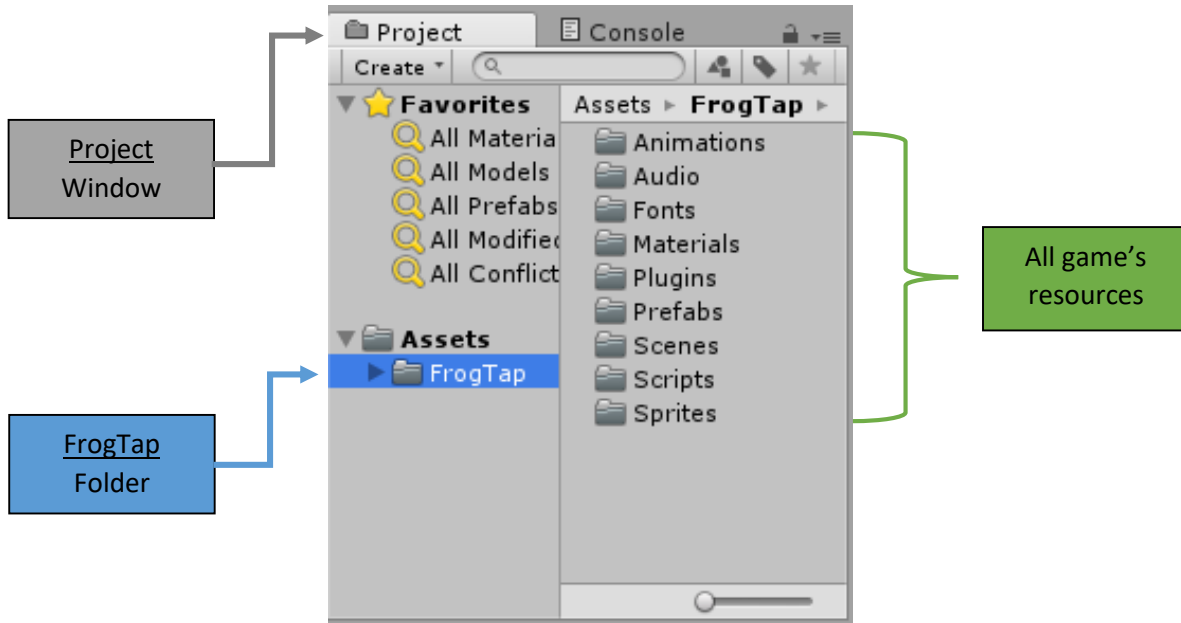 Project
Console
Create
Favorites
All Materia
All Models
All Prefabs
All Modified
All Conflict
Assets
FrogTap
Assets ▸ FrogTap ▸
Animations
Audio
Fonts
Materials
Plugins
Prefabs
Scenes
Scripts
Sprites
Project
Window
FrogTap
Folder
All game’s
resources